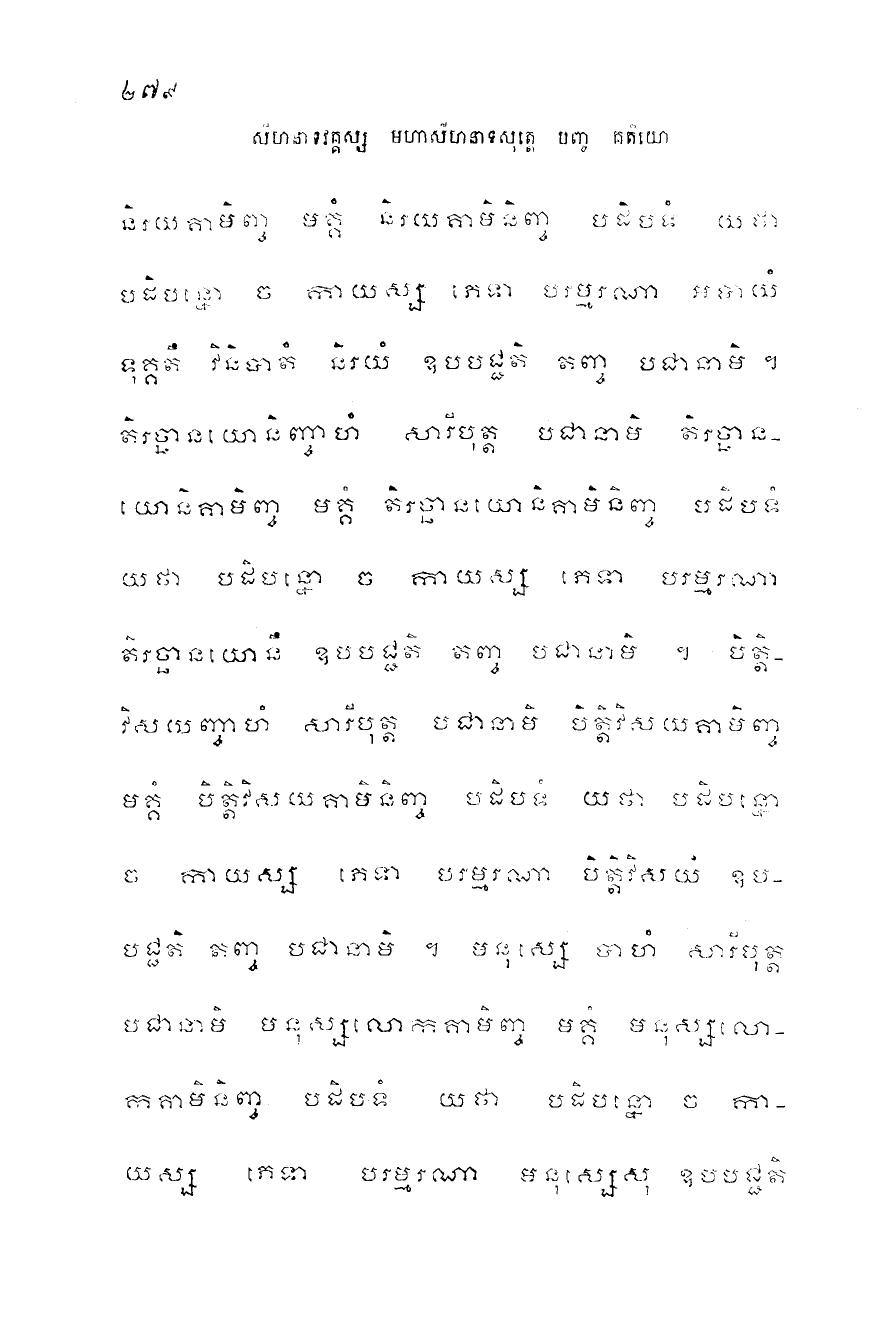 ២៧៩
សីហនាទវគ្គស្ស មហាសីហនាទសុត្តេ បញ្ច គតិយោ
និរយគាមិញ្ច មគ្គំ និរយគាមិនិញ្ច បដិបទំ យថា
បដិបន្នោ ច កាយស្ស ភេទា បរម្មរណា អបាយំ
ទុគ្គតឹ វិនិបាតំ និរយំ ឧបបជ្ជតិ តញ្ច បជានាមិ ។
តិរច្ឆានយោនិញ្ចាហំ សារីបុត្ត បជានាមិ តិរច្ឆាន-
យោនិគាមិញ្ច មគ្គំ តិរច្ឆានយោនិគាមិនិញ្ច បដិបទំ
យថា បដិបន្នោ ច កាយស្ស ភេទា បរម្មរណា
តិរច្ឆានយោនឹ ឧបបជ្ជតិ តញ្ច បជានាមិ ។ បិត្តិ-
វិសយញ្ចាហំ សារីបុត្ត បជានាមិ បិត្តិវិសយគាមិញ្ច
មគ្គំ បិត្តិវិសយគាមិនិញ្ច បដិបទំ យថា បដិបន្នោ
ច កាយស្ស ភេទា បរម្មរណា បិត្តិវិសយំ ឧប-
បជ្ជតិ តញ្ច បជានាមិ ។ មនុស្សេ ចាហំ សារីបុត្ត
បជានាមិ មនុស្សលោកគាមិញ្ច មគ្គំ មនុស្សលោ-
កគាមិនិញ្ច បដិបទំ យថា បដិបន្នោ ច កា-
យស្ស ភេទា បរម្មរណា មនុស្សេសុ ឧបបជ្ជតិ